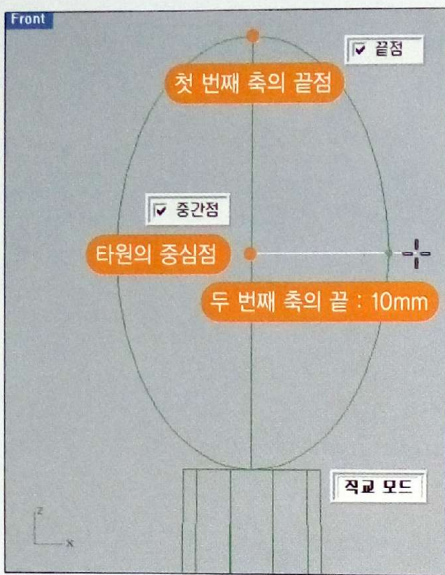 Front
끝점
첫 번째 축의 끝점
중간점
타원의 중심점
두 번째 축의 끝 : 10mm
직교 모드
z
x